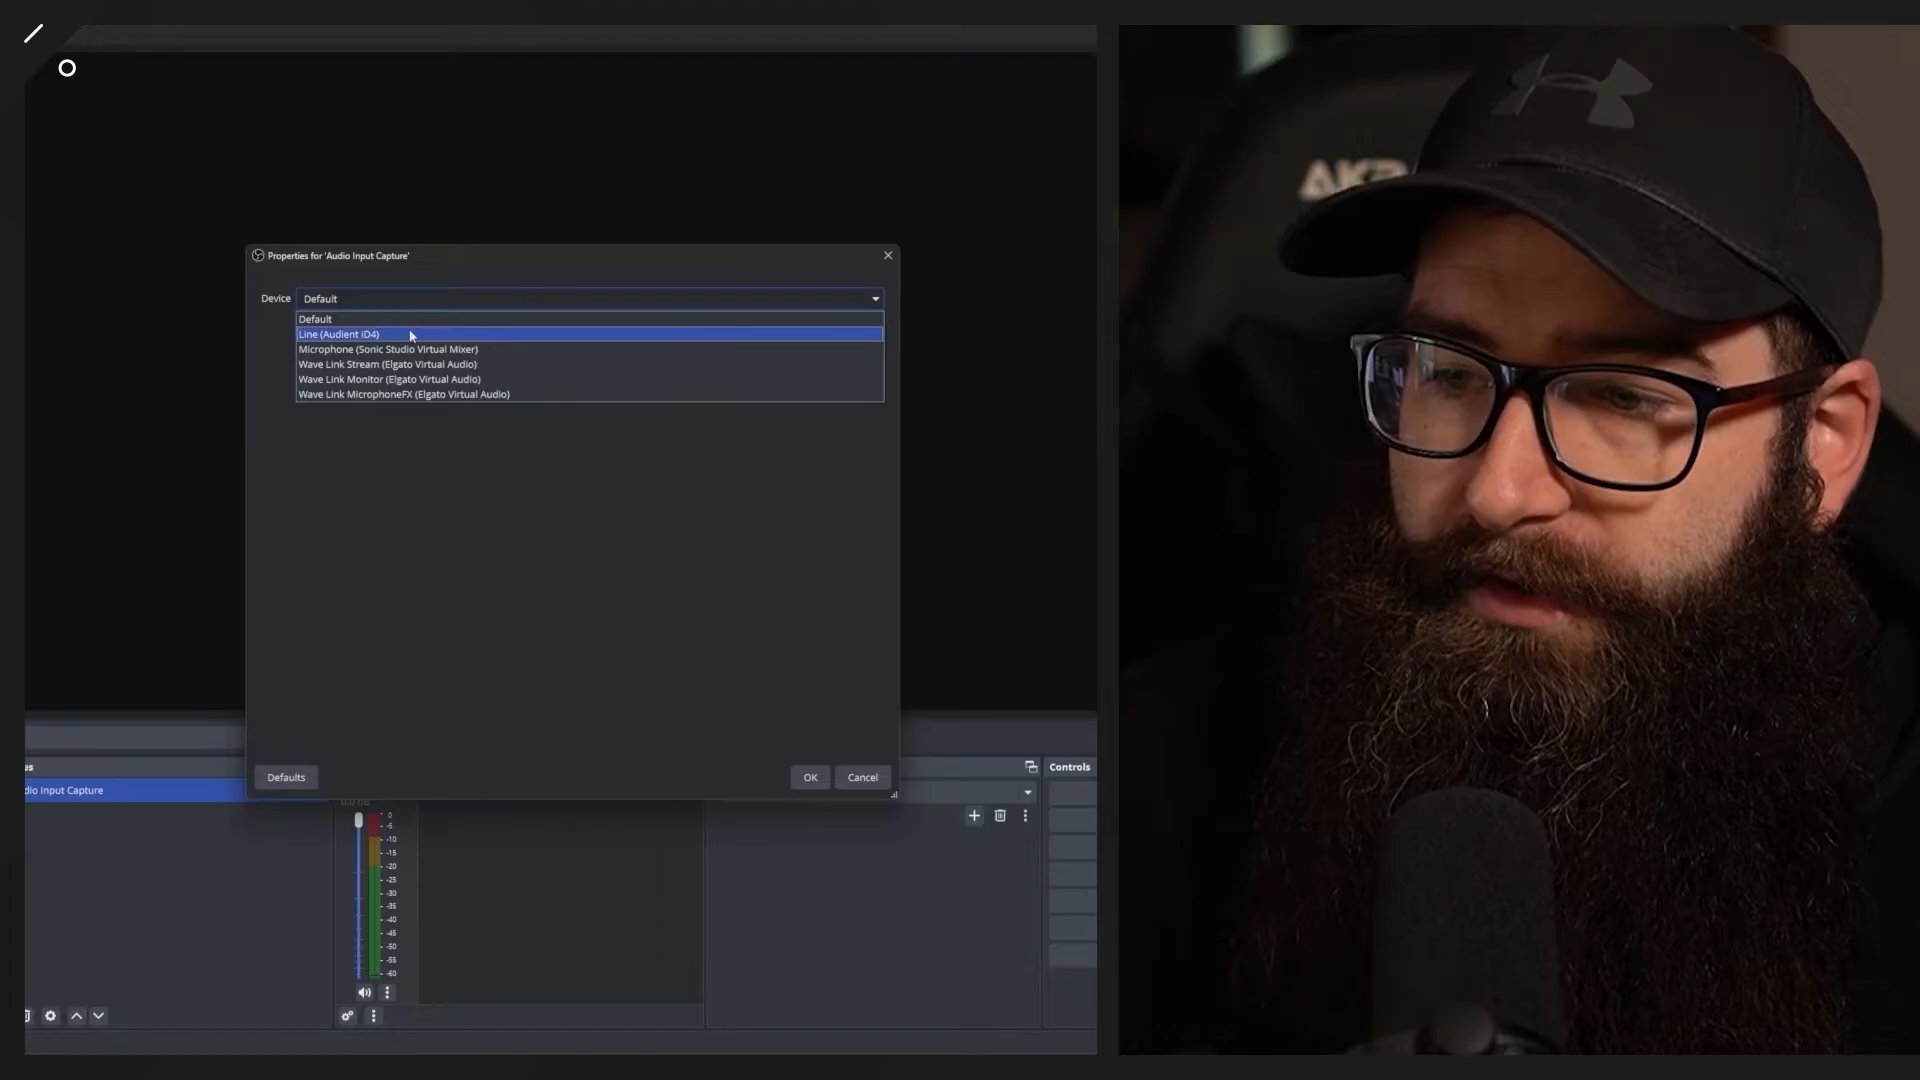 Properties for 'Audio Input Capture'
Device
Default
Default
Line (Audient iD4)
Microphone (Sonic Studio Virtual Mixer)
Wave Link Stream (Elgato Virtual Audio)
Wave Link Monitor (Elgato Virtual Audio)
Wave Link MicrophoneFX (Elgato Virtual Audio)
Defaults
OK
Cancel
es
dio Input Capture
Controls
0
-5
-10
-15
-20
-25
-30
-35
-40
-45
-50
-55
-60